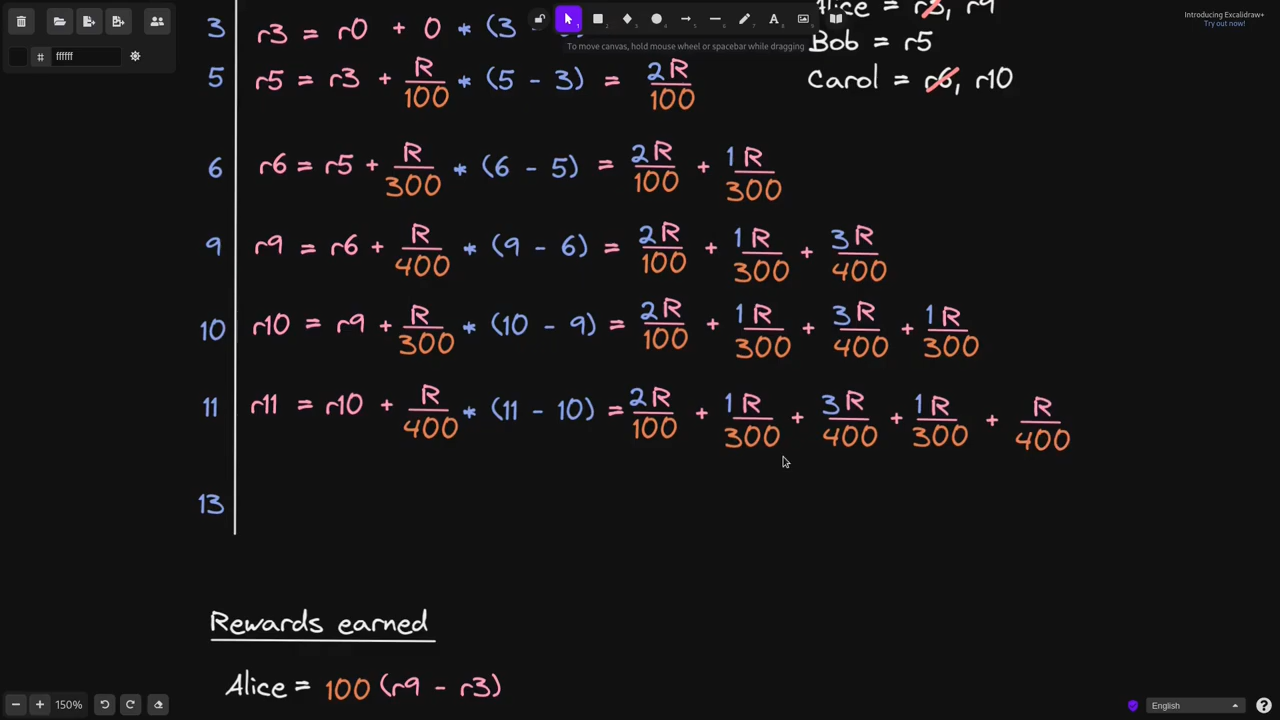 Introducing Excalidraw+
Try out now!
# ffffff
To move canvas, hold mouse wheel or spacebar while dragging
Alice = r3, r9
Bob = r5
Carol = r6, r10
3 r3 = r0 + 0 * (3
5 r5 = r3 + R/100 * (5 - 3) = 2R/100
6 r6 = r5 + R/300 * (6 - 5) = 2R/100 + 1R/300
9 r9 = r6 + R/400 * (9 - 6) = 2R/100 + 1R/300 + 3R/400
10 r10 = r9 + R/300 * (10 - 9) = 2R/100 + 1R/300 + 3R/400 + 1R/300
11 r11 = r10 + R/400 * (11 - 10) = 2R/100 + 1R/300 + 3R/400 + 1R/300 + R/400
13
Rewards earned
Alice = 100 (r9 - r3)
150%
English